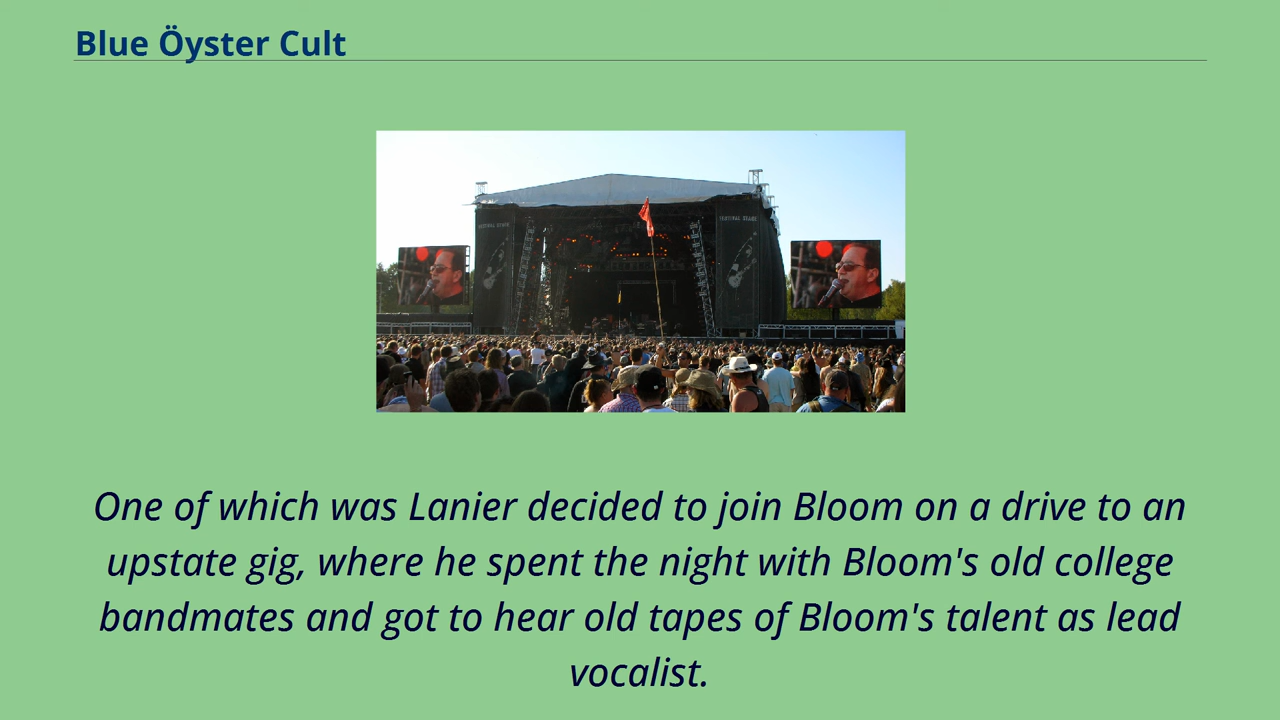 Blue Öyster Cult
One of which was Lanier decided to join Bloom on a drive to an
upstate gig, where he spent the night with Bloom's old college
bandmates and got to hear old tapes of Bloom's talent as lead
vocalist.